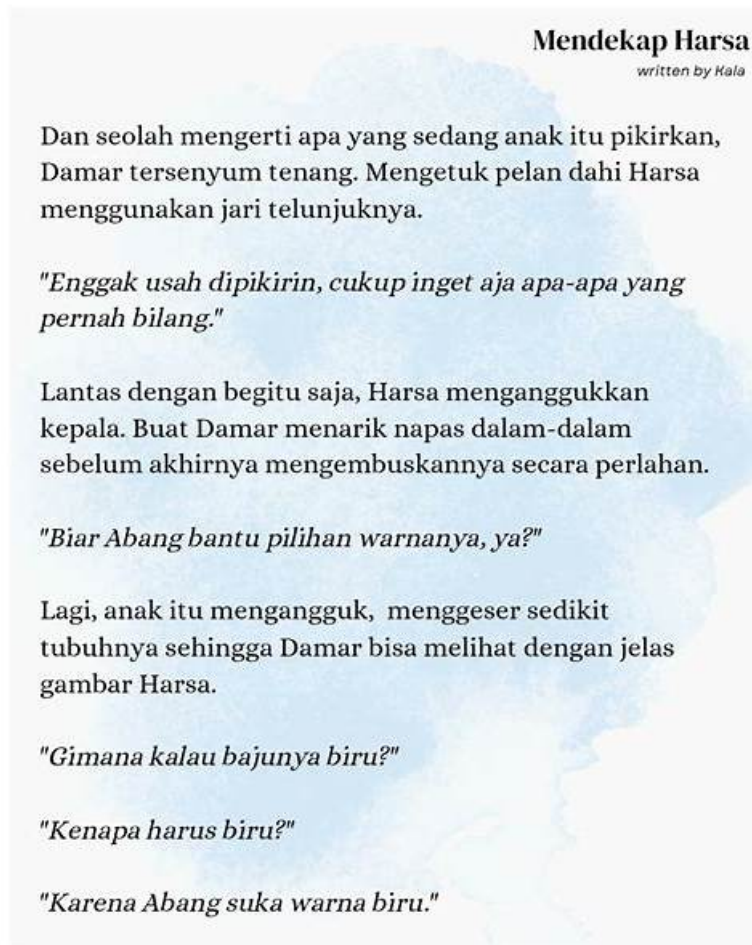 Mendekap Harsa
written by Kala
Dan seolah mengerti apa yang sedang anak itu pikirkan,
Damar tersenyum tenang. Mengetuk pelan dahi Harsa
menggunakan jari telunjuknya.
"Enggak usah dipikirin, cukup inget aja apa-apa yang
pernah bilang."
Lantas dengan begitu saja, Harsa menganggukkan
kepala. Buat Damar menarik napas dalam-dalam
sebelum akhirnya mengembuskannya secara perlahan.
"Biar Abang bantu pilihan warnanya, ya?"
Lagi, anak itu mengangguk,  menggeser sedikit
tubuhnya sehingga Damar bisa melihat dengan jelas
gambar Harsa.
"Gimana kalau bajunya biru?"
"Kenapa harus biru?"
"Karena Abang suka warna biru."